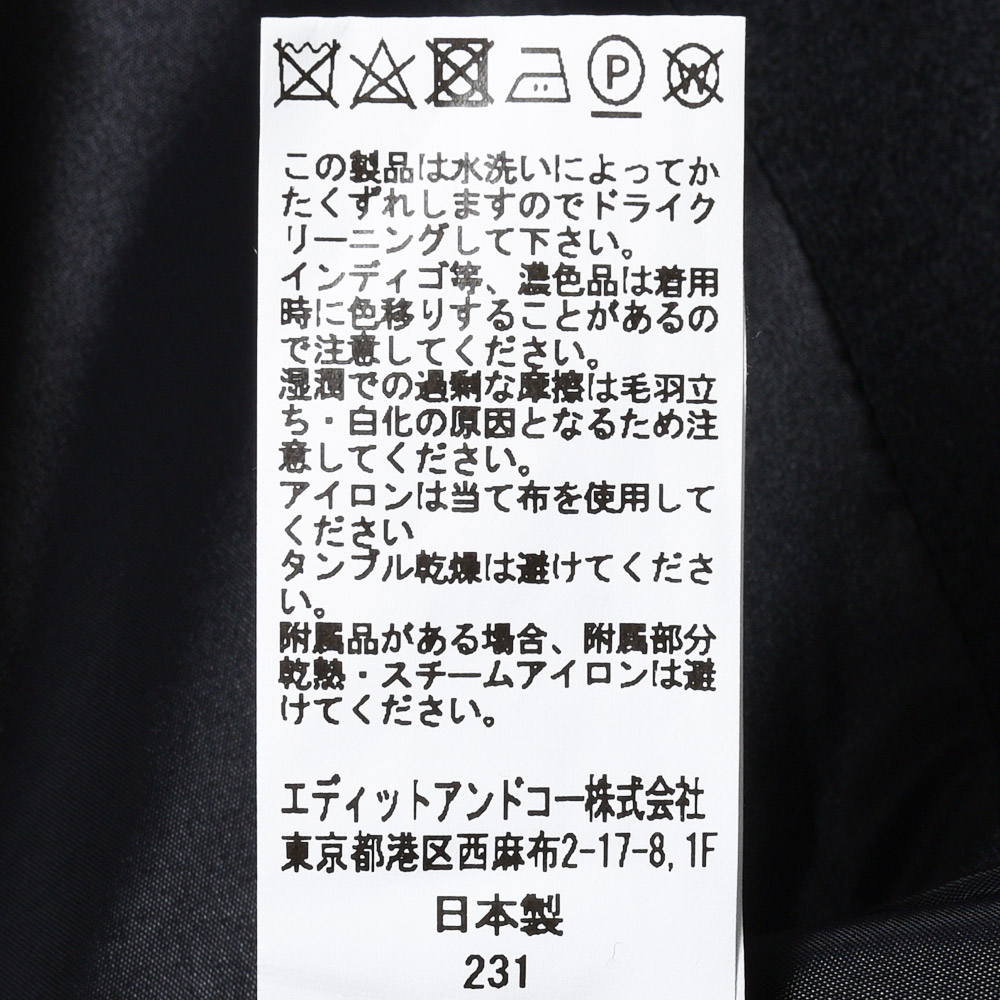 P W
この製品は水洗いによってか
たくずれしますのでドライク
リーニングして下さい。
インディゴ等、濃色品は着用
時に色移りすることがあるの
で注意してください。
湿潤での過剰な摩擦は毛羽立
ち・白化の原因となるため注
意してください。
アイロンは当て布を使用して
ください
タンブル乾燥は避けてくださ
い。
附属品がある場合、附属部分
乾熱・スチームアイロンは避
けてください。
エディットアンドコー株式会社
東京都港区西麻布2-17-8,1F
日本製
231